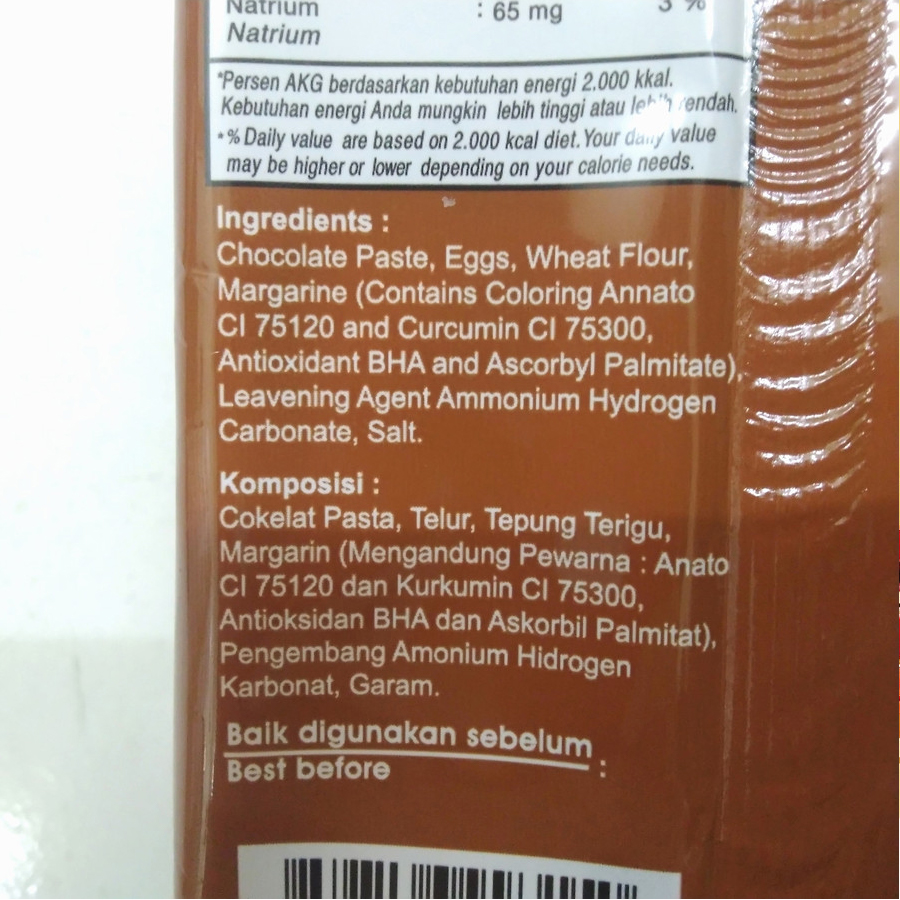 Natrium : 65 mg 3 %
Natrium
*Persen AKG berdasarkan kebutuhan energi 2.000 kkal.
Kebutuhan energi Anda mungkin lebih tinggi atau lebih rendah.
*% Daily value are based on 2.000 kcal diet. Your daily value
may be higher or lower depending on your calorie needs.
Ingredients :
Chocolate Paste, Eggs, Wheat Flour,
Margarine (Contains Coloring Annato
CI 75120 and Curcumin CI 75300,
Antioxidant BHA and Ascorbyl Palmitate),
Leavening Agent Ammonium Hydrogen
Carbonate, Salt.
Komposisi :
Cokelat Pasta, Telur, Tepung Terigu,
Margarin (Mengandung Pewarna : Anato
CI 75120 dan Kurkumin CI 75300,
Antioksidan BHA dan Askorbil Palmitat),
Pengembang Amonium Hidrogen
Karbonat, Garam.
Baik digunakan sebelum
Best before :